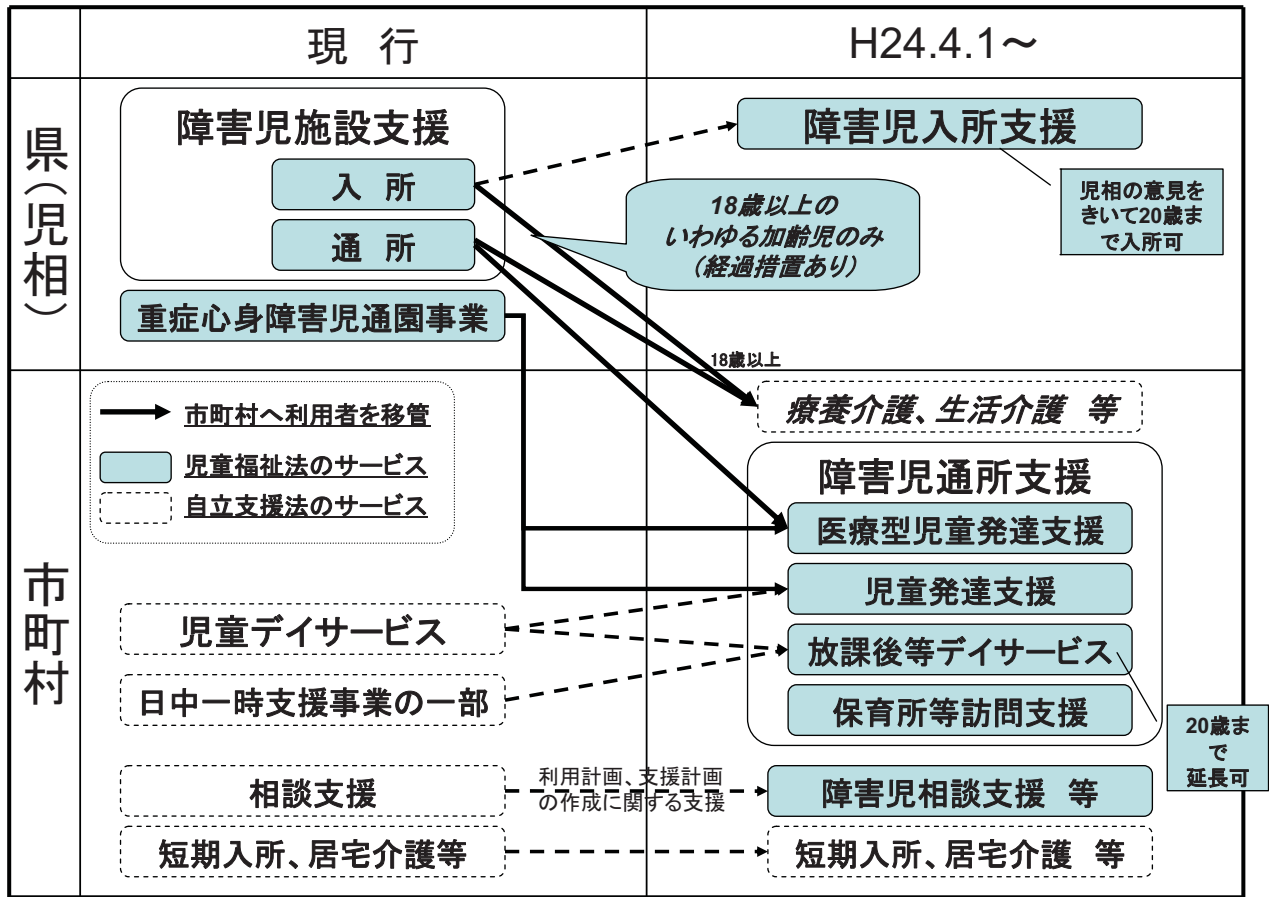 現 行
H24.4.1～
県（児相）
障害児施設支援
入 所
通 所
重症心身障害児通園事業
18歳以上の
いわゆる加齢児のみ
（経過措置あり）
障害児入所支援
児相の意見を
きいて20歳ま
で入所可
18歳以上
市町村
市町村へ利用者を移管
児童福祉法のサービス
自立支援法のサービス
児童デイサービス
日中一時支援事業の一部
相談支援
短期入所、居宅介護等
利用計画、支援計画
の作成に関する支援
療養介護、生活介護 等
障害児通所支援
医療型児童発達支援
児童発達支援
放課後等デイサービス
保育所等訪問支援
20歳ま
で
延長可
障害児相談支援 等
短期入所、居宅介護 等